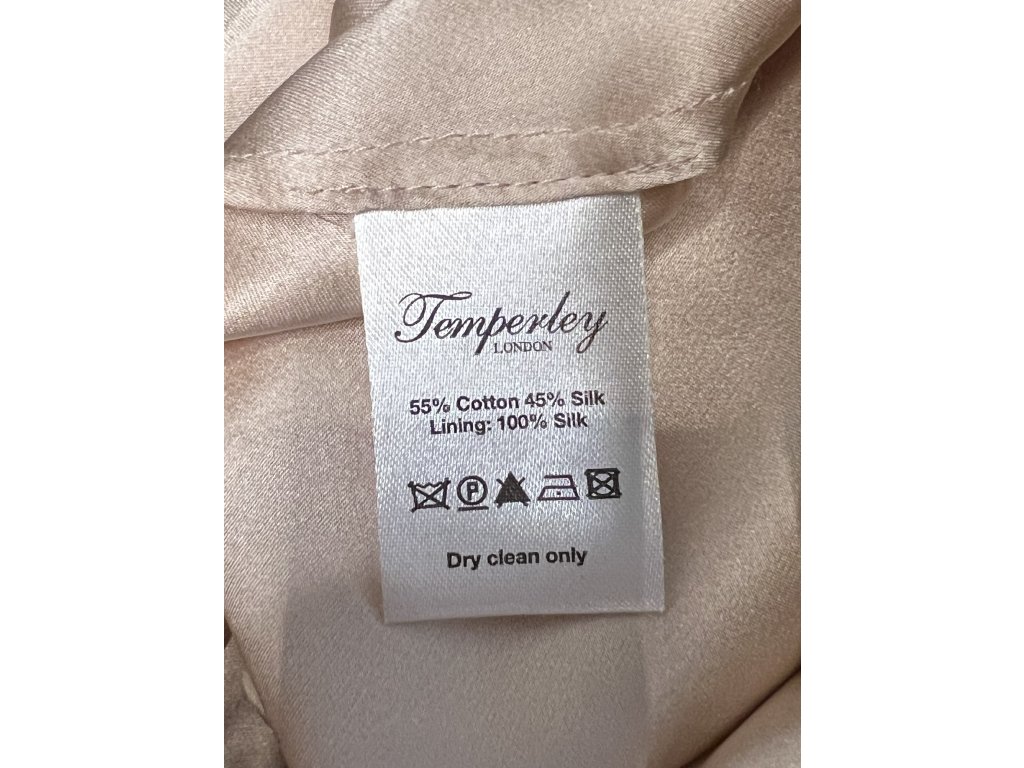 Temperley
LONDON
55% Cotton 45% Silk
Lining: 100% Silk
P
Dry clean only